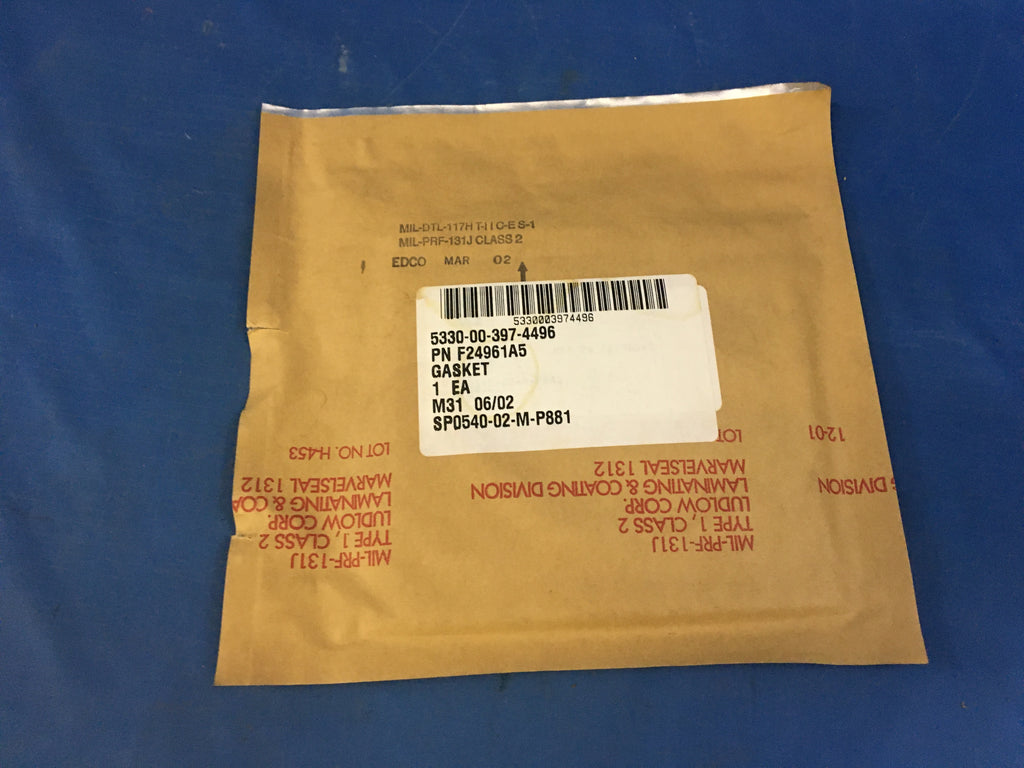 MIL-DTL-117H T-I I C-E S-1
MIL-PRF-131J CLASS 2
EDCO MAR 02
5330003974496
5330-00-397-4496
PN F24961A5
GASKET
1 EA
M31 06/02
SP0540-02-M-P881
MIL-PRF-131J
TYPE 1, CLASS 2
LUDLOW CORP.
LAMINATING & COATING DIVISION
MARVELSEAL 1312
LOT
MIL-PRF-131J
TYPE 1, CLASS 2
LUDLOW CORP.
LAMINATING & COA
MARVELSEAL 1312
LOT NO. H-453
G DIVISION
12-01